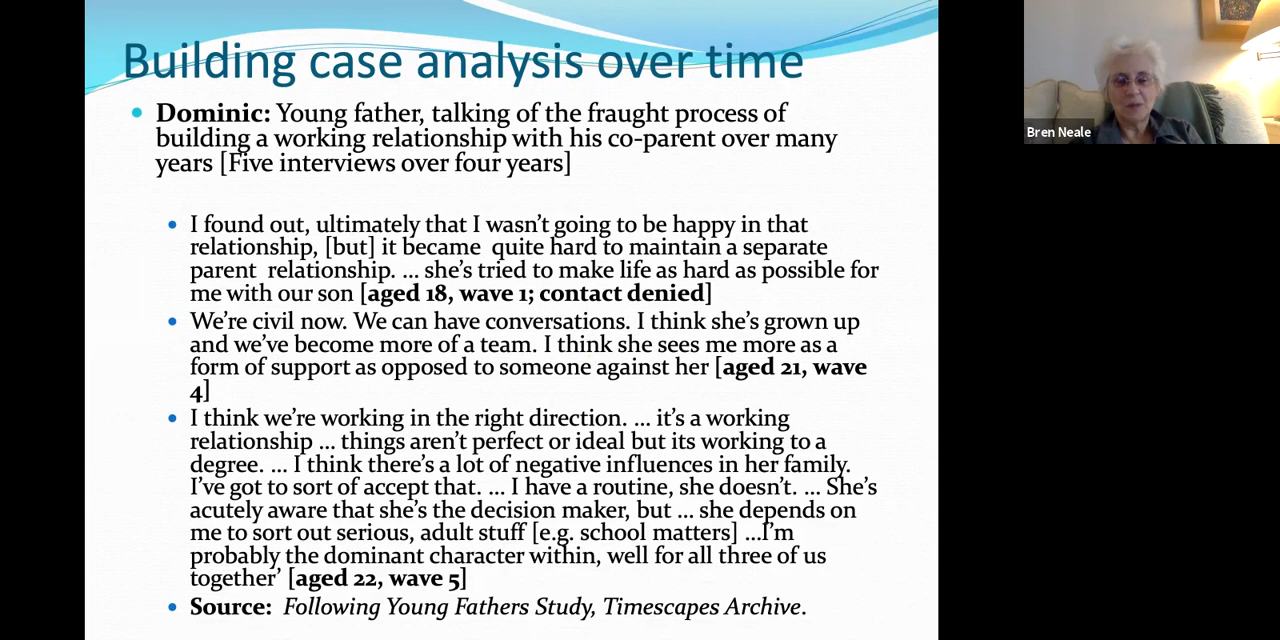 Building case analysis over time
Dominic: Young father, talking of the fraught process of
building a working relationship with his co-parent over many
years [Five interviews over four years]
I found out, ultimately that I wasn't going to be happy in that
relationship, [but] it became quite hard to maintain a separate
parent relationship. ... she's tried to make life as hard as possible for
me with our son [aged 18, wave 1; contact denied]
We're civil now. We can have conversations. I think she's grown up
and we've become more of a team. I think she sees me more as a
form of support as opposed to someone against her [aged 21, wave
4]
I think we're working in the right direction. ... it's a working
relationship ... things aren't perfect or ideal but its working to a
degree. ... I think there's a lot of negative influences in her family.
I've got to sort of accept that. ... I have a routine, she doesn't. ... She's
acutely aware that she's the decision maker, but ... she depends on
me to sort out serious, adult stuff [e.g. school matters] ...I'm
probably the dominant character within, well for all three of us
together' [aged 22, wave 5]
Source: Following Young Fathers Study, Timescapes Archive.
Bren Neale